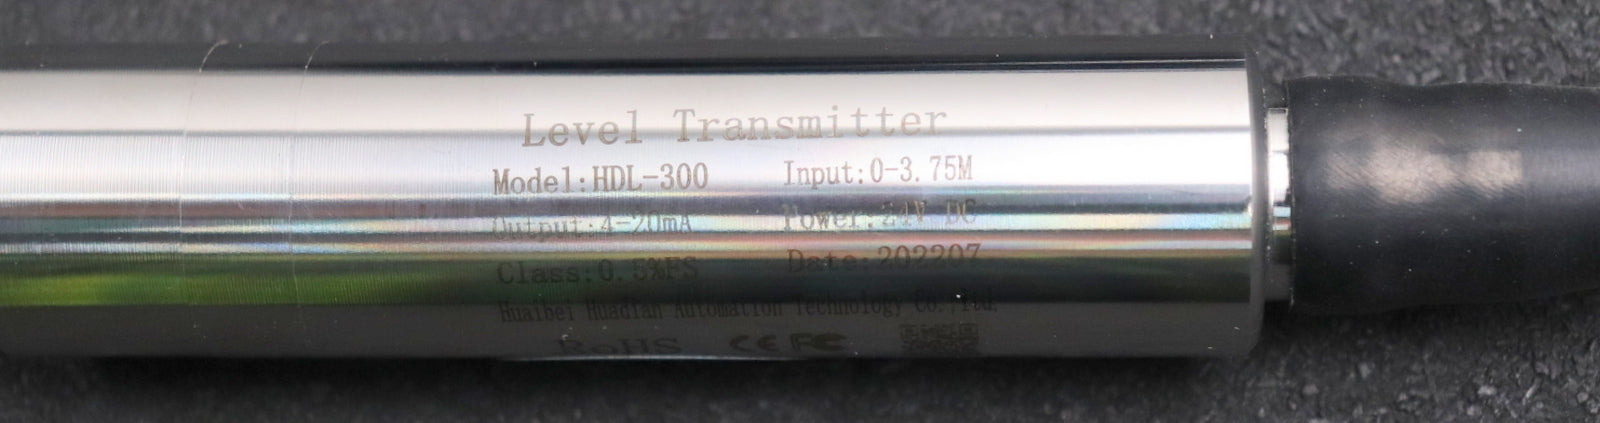 Level Transmitter
Model:HDL-300 Input:0-3.75M
Output:4-20mA Power:24V DC
Class:0.5%FS Date:202207
Huaibei Huadian Automation Technology Co.,Ltd.
RoHS CE FC